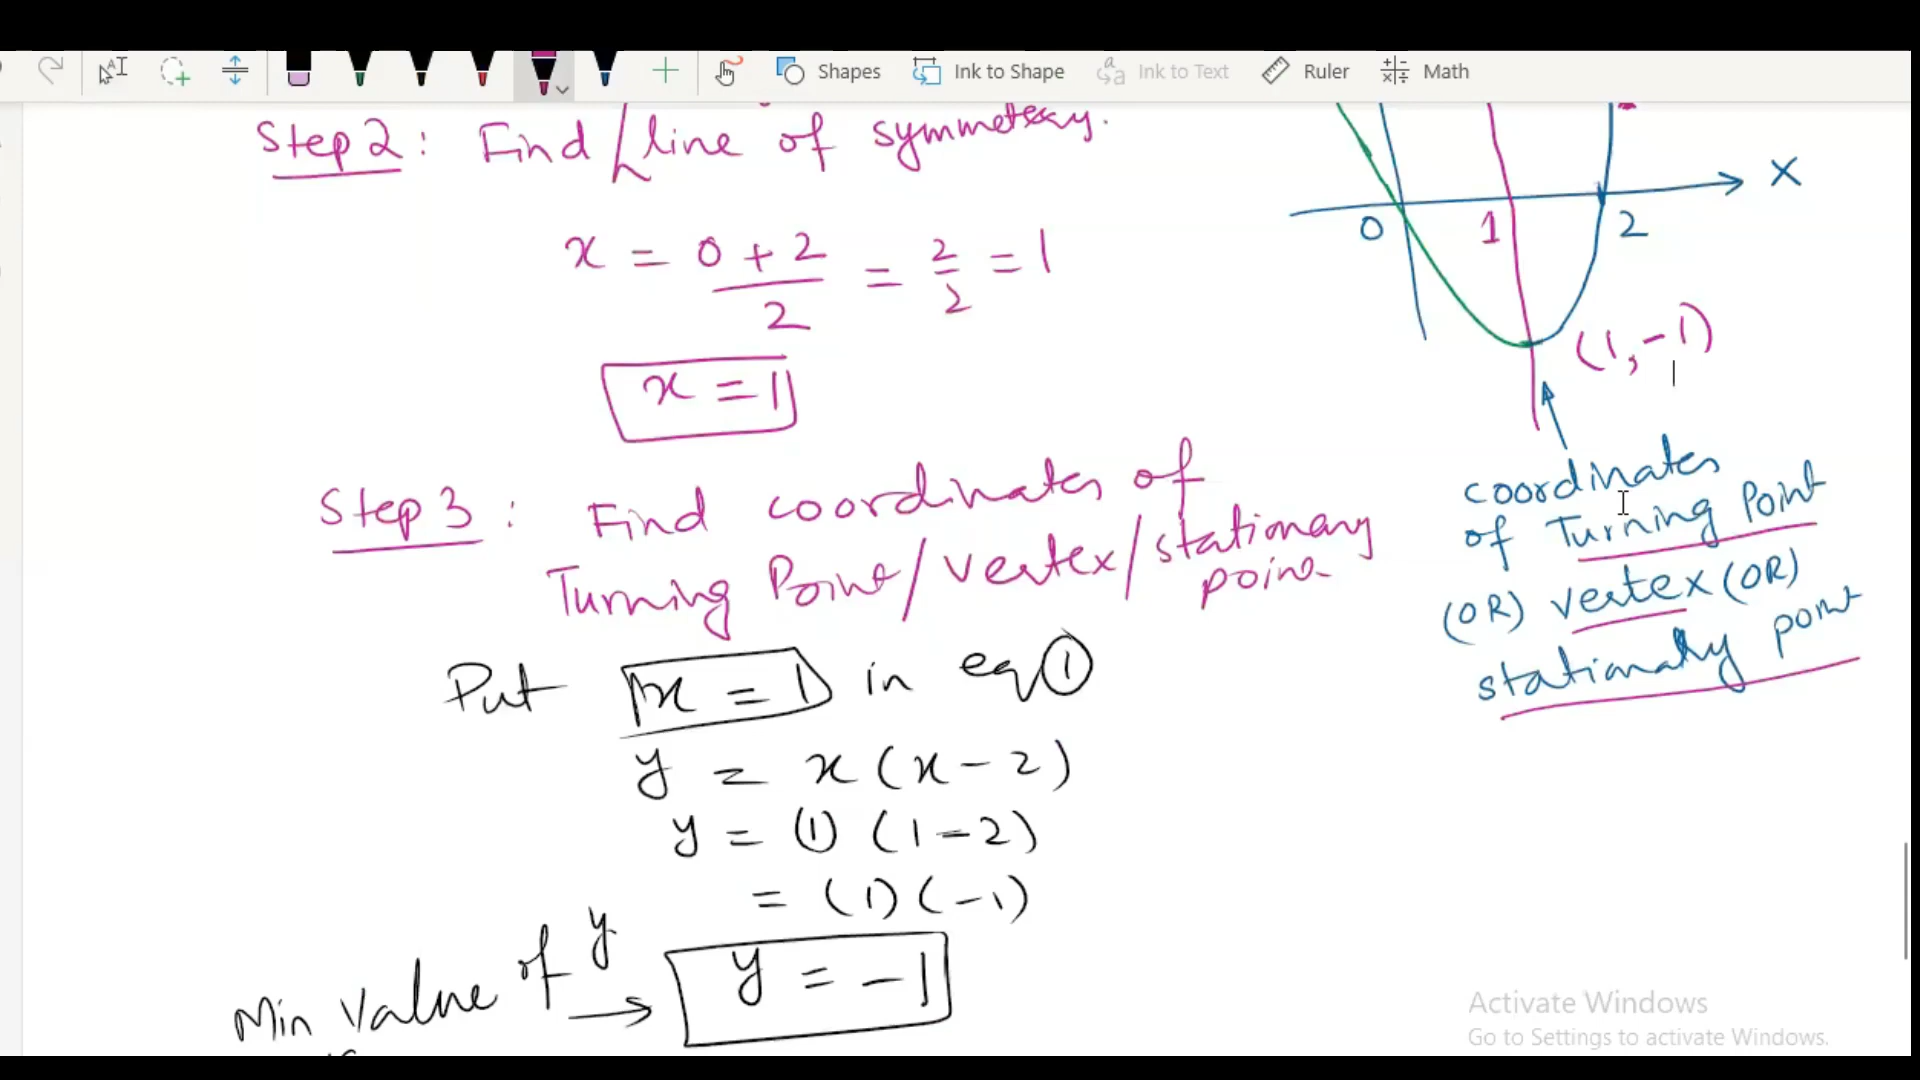 Shapes Ink to Shape Ink to Text Ruler Math
Step 2: Find line of symmetry.
x = 0 + 2 / 2 = 2/2 = 1
x = 1
X
0 1 2
(1, -1)
coordinates
of Turning Point
(OR) vertex (OR)
stationary point
Step 3 : Find coordinates of
Turning Point/Vertex/stationary
point
Put x = 1 in eq ①
y = x (x - 2)
y = (1) (1 - 2)
= (1) (-1)
Min Value of y → y = -1
Activate Windows
Go to Settings to activate Windows.